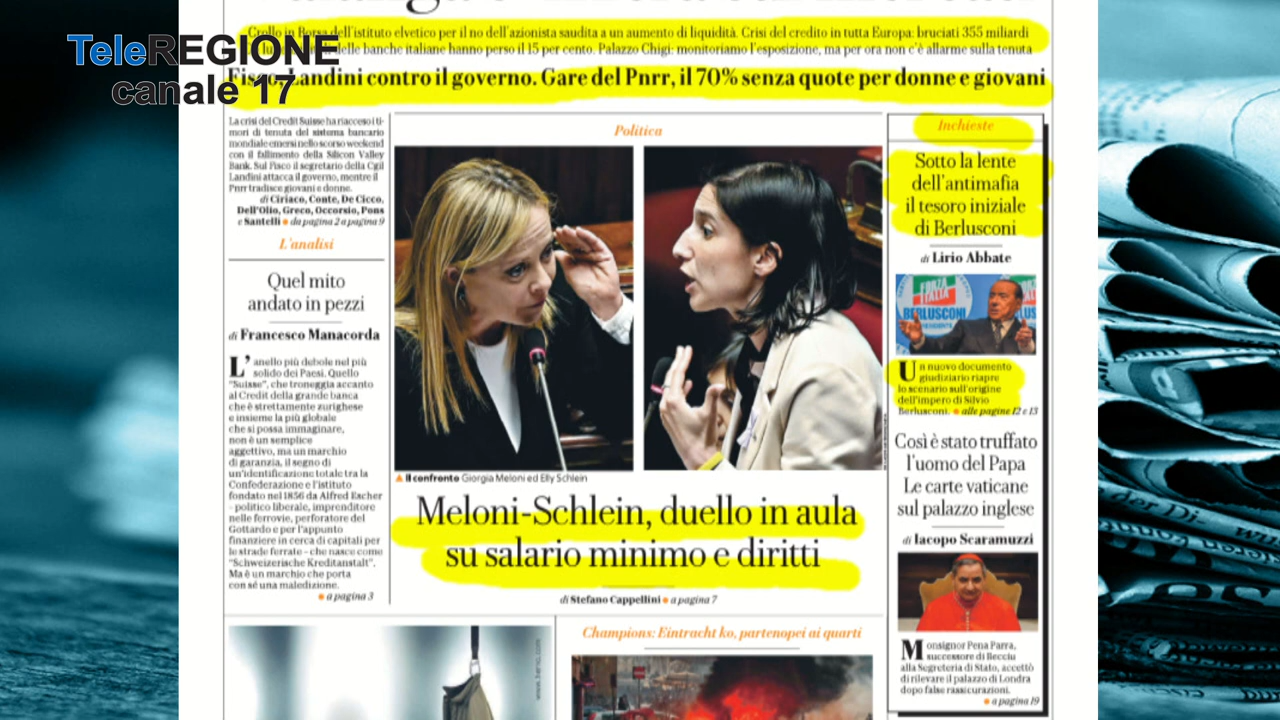 TeleREGIONE
canale 17
Crollo in Borsa dell'istituto elvetico per il no dell'azionista saudita a un aumento di liquidità. Crisi del credito in tutta Europa: bruciati 355 miliardi
delle banche italiane hanno perso il 15 per cento. Palazzo Chigi: monitoriamo l'esposizione, ma per ora non c'è allarme sulla tenuta
Fisco, Landini contro il governo. Gare del Pnrr, il 70% senza quote per donne e giovani
La crisi del Credit Suisse ha riacceso i ti-
mori di tenuta del sistema bancario
mondiale emersi nello scorso weekend
con il fallimento della Silicon Valley
Bank. Sul Fisco il segretario della Cgil
Landini attacca il governo, mentre il
Pnrr tradisce giovani e donne.
di Ciriaco, Conte, De Cicco,
Dell'Olio, Greco, Occorsio, Pons
e Santelli • da pagina 2 a pagina 9
L'analisi
Quel mito
andato in pezzi
di Francesco Manacorda
L'anello più debole nel più
solido dei Paesi. Quello
"Suisse", che troneggia accanto
al Credit della grande banca
che è strettamente zurighese
e insieme la più globale
che si possa immaginare,
non è un semplice
aggettivo, ma un marchio
di garanzia, il segno di
un'identificazione totale tra la
Confederazione e l'istituto
fondato nel 1856 da Alfred Escher
- politico liberale, imprenditore
nelle ferrovie, perforatore del
Gottardo e per l'appunto
finanziere in cerca di capitali per
le strade ferrate - che nasce come
"Schweizerische Kreditanstalt".
Ma è un marchio che porta
con sé una maledizione.
• a pagina 3
Politica
Il confronto Giorgia Meloni ed Elly Schlein
Meloni-Schlein, duello in aula
su salario minimo e diritti
di Stefano Cappellini • a pagina 7
Champions: Eintracht ko, partenopei ai quarti
Inchieste
Sotto la lente
dell'antimafia
il tesoro iniziale
di Berlusconi
di Lirio Abbate
FORZA
ITALIA
BERLUSCONI
PRESIDENTE
Un nuovo documento
giudiziario riapre
lo scenario sull'origine
dell'impero di Silvio
Berlusconi. • alle pagine 12 e 13
Così è stato truffato
l'uomo del Papa
Le carte vaticane
sul palazzo inglese
di Iacopo Scaramuzzi
Monsignor Pena Parra,
successore di Becciu
alla Segreteria di Stato, accettò
di rilevare il palazzo di Londra
dopo false rassicurazioni.
• a pagina 19